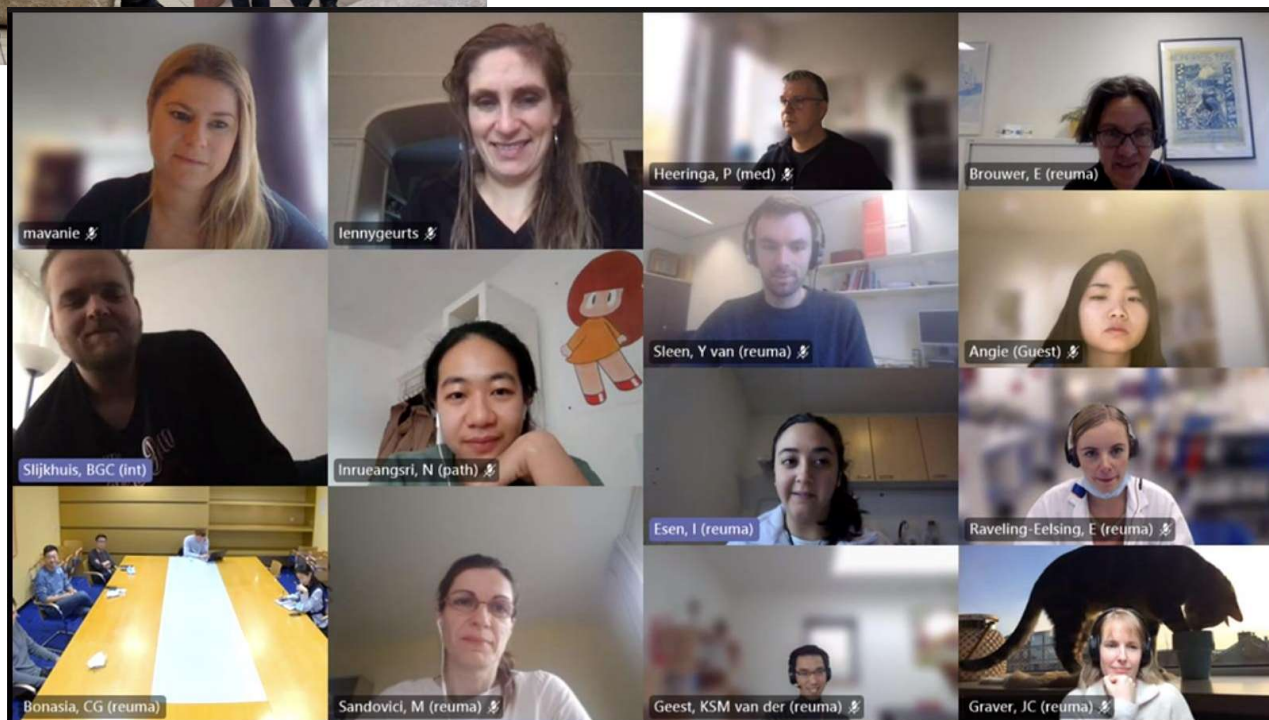 Heeringa, P (med)
Brouwer, E (reuma)
mavanie
lennygeurts
Sleen, Y van (reuma)
Angie (Guest)
Slijkhuis, BGC (int)
Inrueangsri, N (path)
Esen, I (reuma)
Raveling-Eelsing, E (reuma)
Bonasia, CG (reuma)
Sandovici, M (reuma)
Geest, KSM van der (reuma)
Graver, JC (reuma)